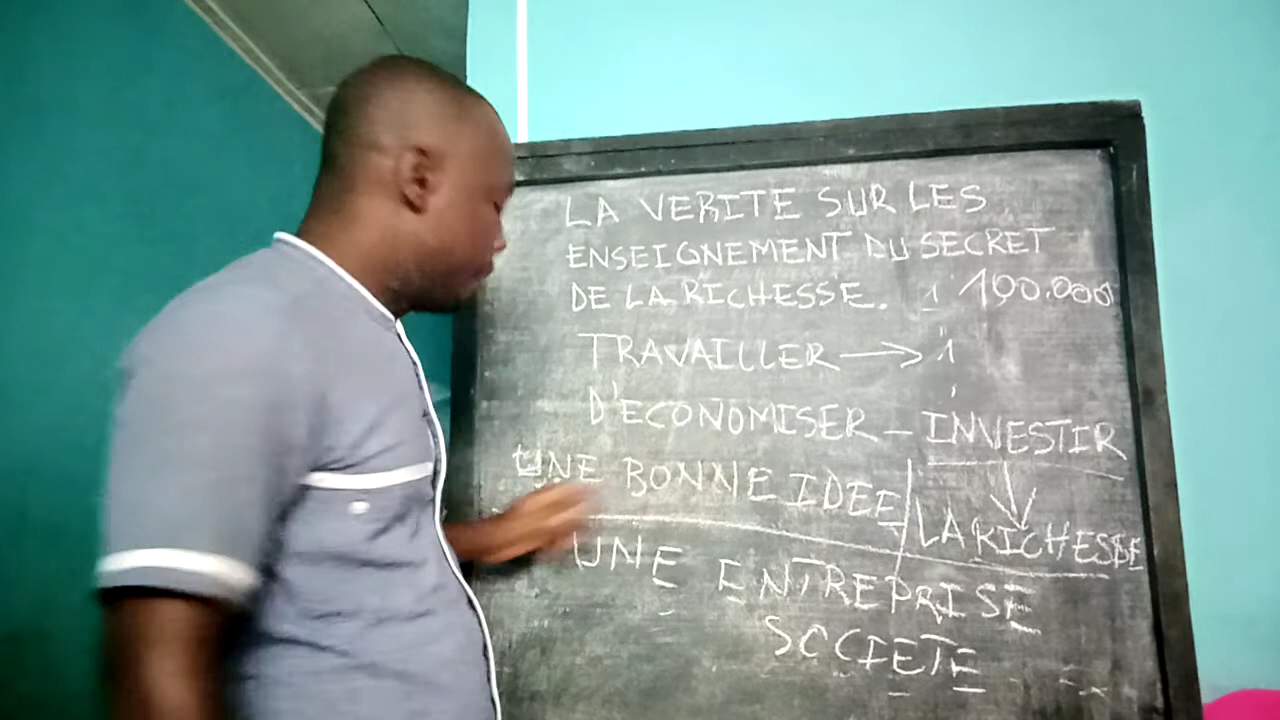 LA VERITE SUR LES
ENSEIGNEMENT DU SECRET
DE LA RICHESSE. 1 100.000
TRAVAILLER → 1
D'ECONOMISER — INVESTIR
UNE BONNE IDEE
LA RICHESSE
UNE ENTREPRISE
SOCIETE